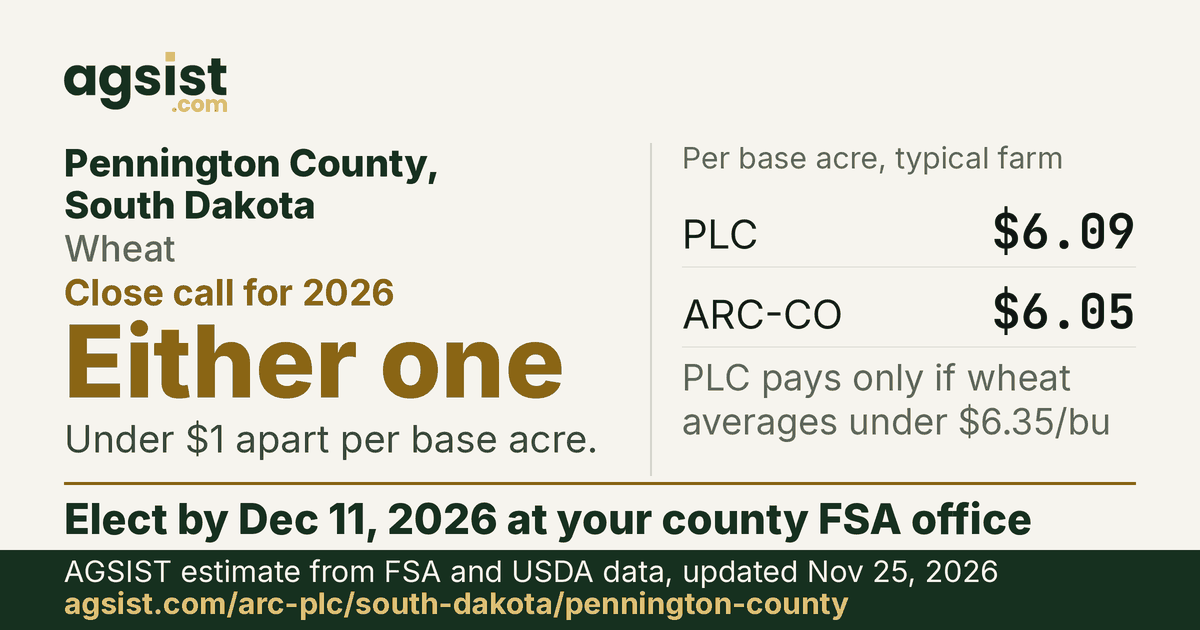 agsist
.com
Pennington County,
South Dakota
Wheat
Close call for 2026
Either one
Under $1 apart per base acre.
Per base acre, typical farm
PLC $6.09
ARC-CO $6.05
PLC pays only if wheat
averages under $6.35/bu
Elect by Dec 11, 2026 at your county FSA office
AGSIST estimate from FSA and USDA data, updated Nov 25, 2026
agsist.com/arc-plc/south-dakota/pennington-county